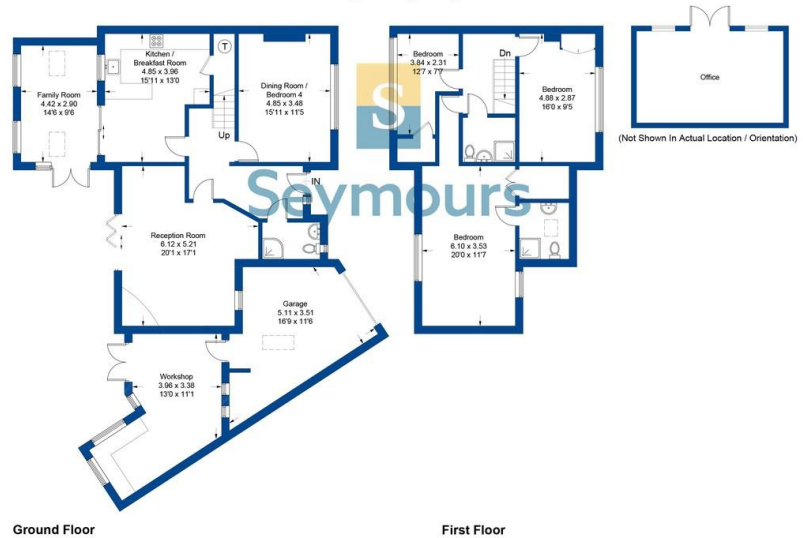 Family Room
4.42 x 2.90
14'6 x 9'6
Kitchen /
Breakfast Room
4.85 x 3.96
15'11 x 13'0
T
Dining Room /
Bedroom 4
4.85 x 3.48
15'11 x 11'5
Up
IN
Reception Room
6.12 x 5.21
20'1 x 17'1
Garage
5.11 x 3.51
16'9 x 11'6
Workshop
3.96 x 3.38
13'0 x 11'1
Ground Floor
S
Seymours
Bedroom
3.84 x 2.31
12'7 x 7'7
Dn
Bedroom
4.88 x 2.87
16'0 x 9'5
Bedroom
6.10 x 3.53
20'0 x 11'7
First Floor
Office
(Not Shown In Actual Location / Orientation)